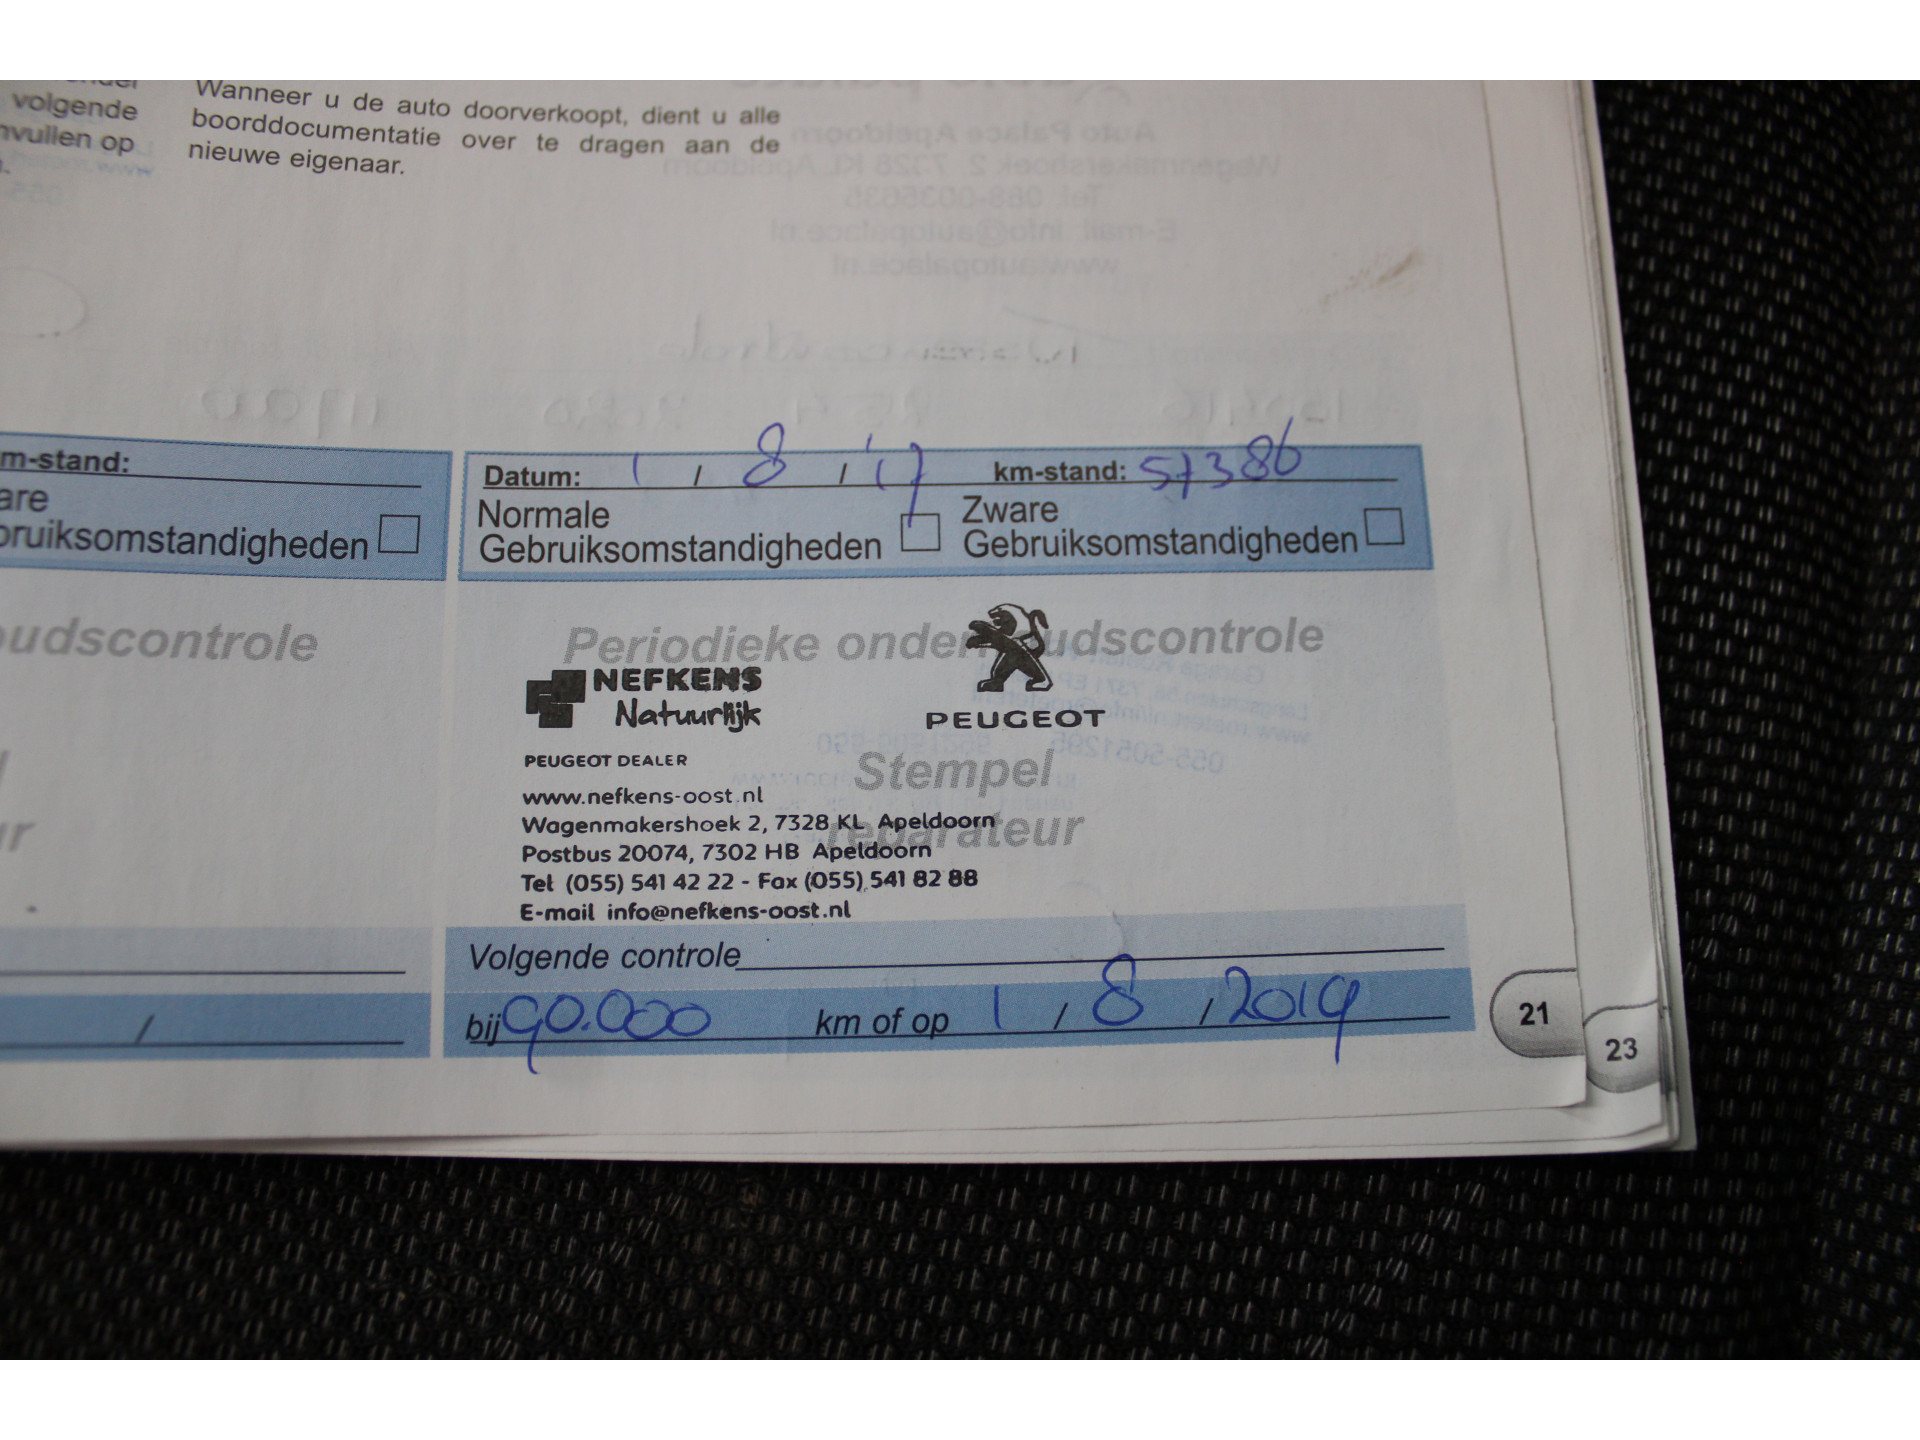 volgende
nvullen op
Wanneer u de auto doorverkoopt, dient u alle
boorddocumentatie over te dragen aan de
nieuwe eigenaar.
m-stand:
are
bruiksomstandigheden
Datum: 1 / 8 / '17 km-stand: 57386
Normale
Gebruiksomstandigheden
Zware
Gebruiksomstandigheden
oudscontrole
Periodieke onderhoudscontrole
NEFKENS
Natuurlijk
PEUGEOT
PEUGEOT DEALER
Stempel
reparateur
www.nefkens-oost.nl
Wagenmakershoek 2, 7328 KL Apeldoorn
Postbus 20074, 7302 HB Apeldoorn
Tel (055) 541 42 22 - Fax (055) 541 82 88
E-mail info@nefkens-oost.nl
Volgende controle
/
bij 90.000 km of op 1 / 8 / 2019
21
23